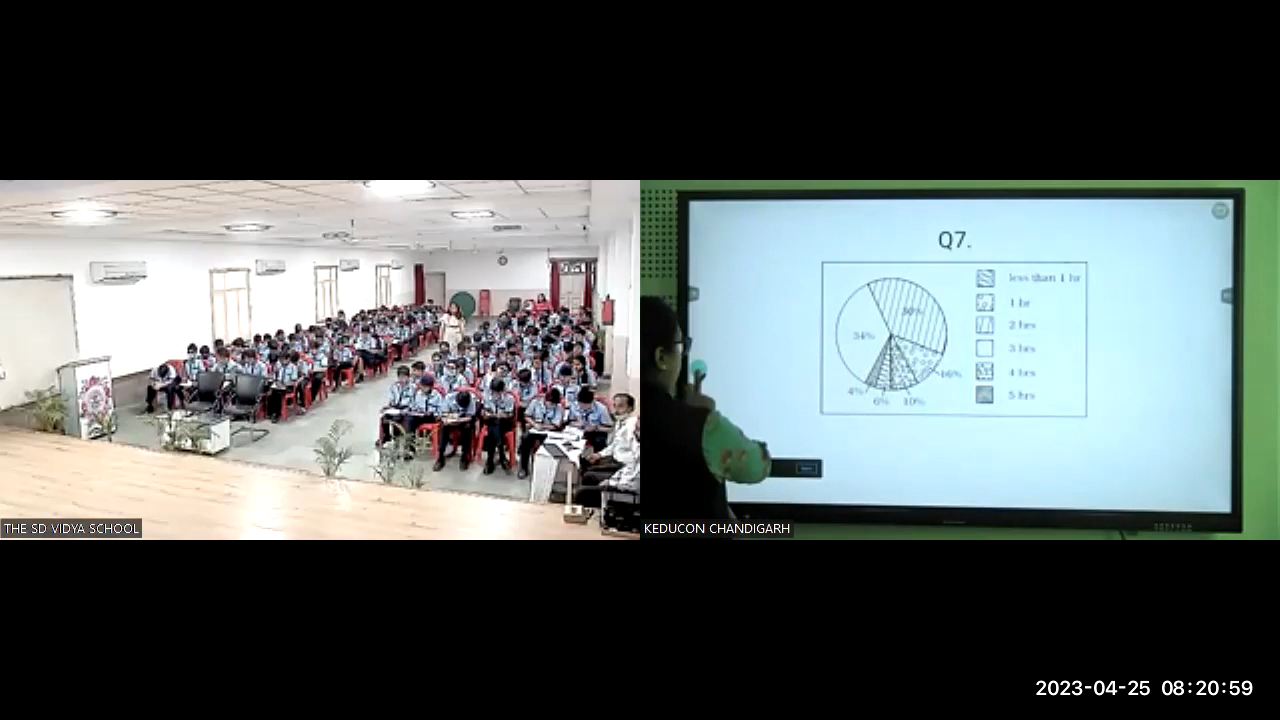 Q7.
30%
less than 1 hr
1 hr
2 hrs
34%
3 hrs
16%
4 hrs
4%
6%
10%
5 hrs
THE SD VIDYA SCHOOL
KEDUCON CHANDIGARH
2023-04-25 08:20:59